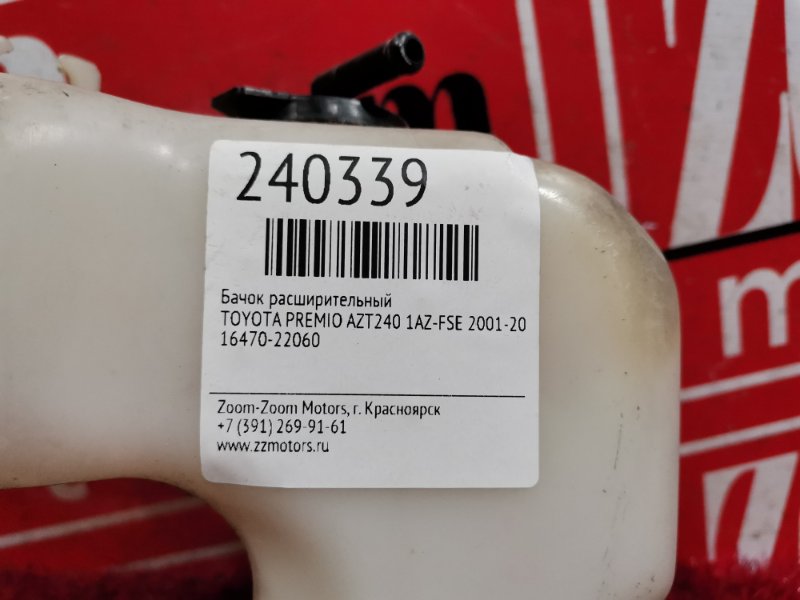 240339
Бачок расширительный
TOYOTA PREMIO AZT240 1AZ-FSE 2001-20
16470-22060
Zoom-Zoom Motors, г. Красноярск
+7 (391) 269-91-61
www.zzmotors.ru
m